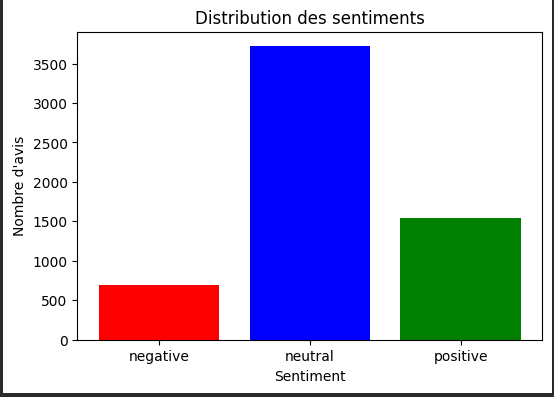 Distribution des sentiments
Nombre d'avis
3500
3000
2500
2000
1500
1000
500
0
negative
neutral
positive
Sentiment